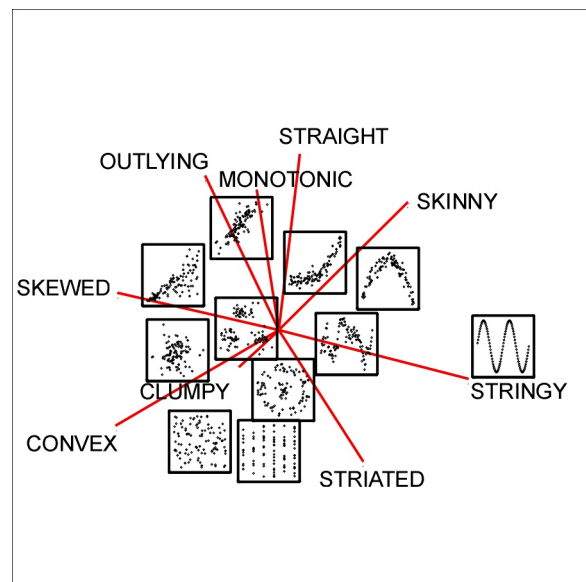 STRAIGHT
OUTLYING
MONOTONIC
SKINNY
SKEWED
CLUMPY
STRINGY
CONVEX
STRIATED